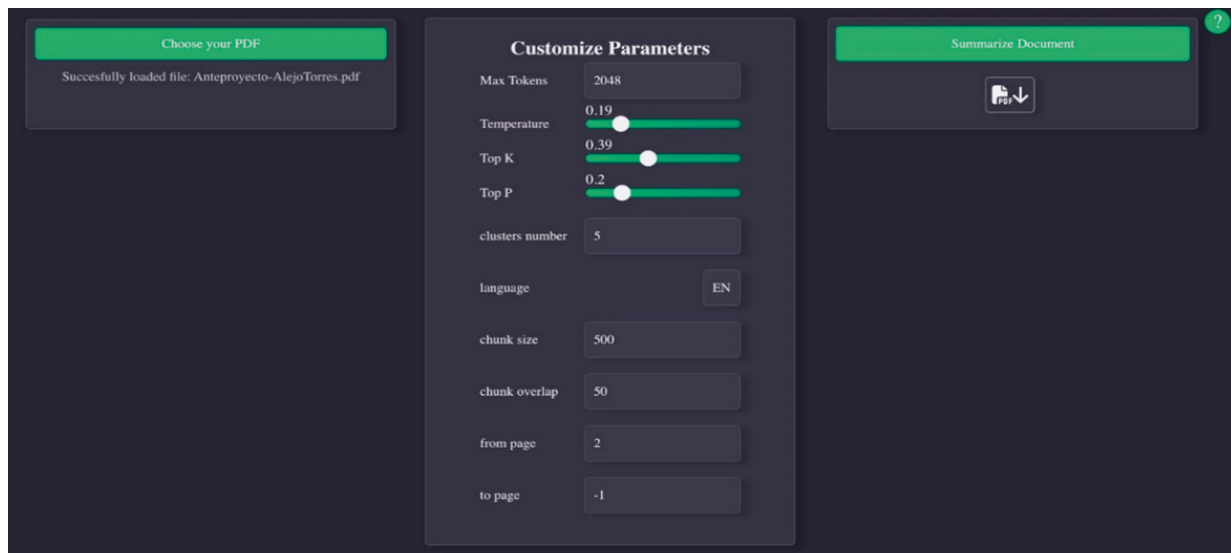 Choose your PDF
Succesfully loaded file: Anteproyecto-AlejoTorres.pdf
Customize Parameters
Max Tokens 2048
0.19
Temperature
0.39
Top K
0.2
Top P
clusters number 5
language EN
chunk size 500
chunk overlap 50
from page 2
to page -1
Summarize Document
PDF
?